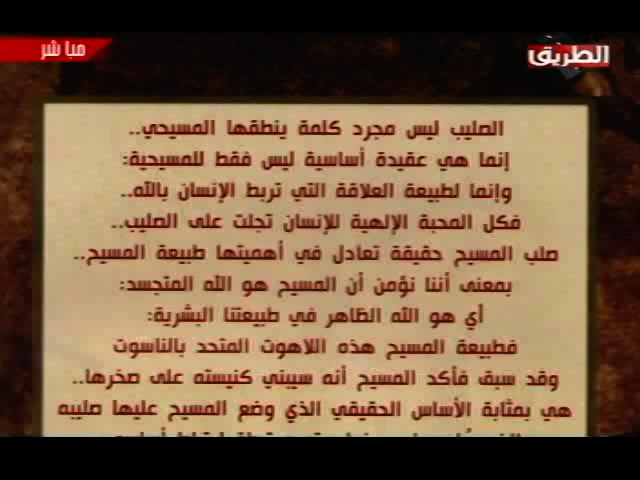 مباشر
الطريق
الصليب ليس مجرد كلمة ينطقها المسيحي..
إنما هي عقيدة أساسية ليس فقط للمسيحية:
وإنما لطبيعة العلاقة التي تربط الإنسان بالله..
فكل المحبة الإلهية للإنسان تجلت على الصليب..
صلب المسيح حقيقة تعادل في أهميتها طبيعة المسيح..
بمعنى أننا نؤمن أن المسيح هو الله المتجسد:
أي هو الله الظاهر في طبيعتنا البشرية:
فطبيعة المسيح هذه اللاهوت المتحد بالناسوت
وقد سبق فأكد المسيح أنه سيبني كنيسته على صخرها..
هي بمثابة الأساس الحقيقي الذي وضع المسيح عليها صليبه